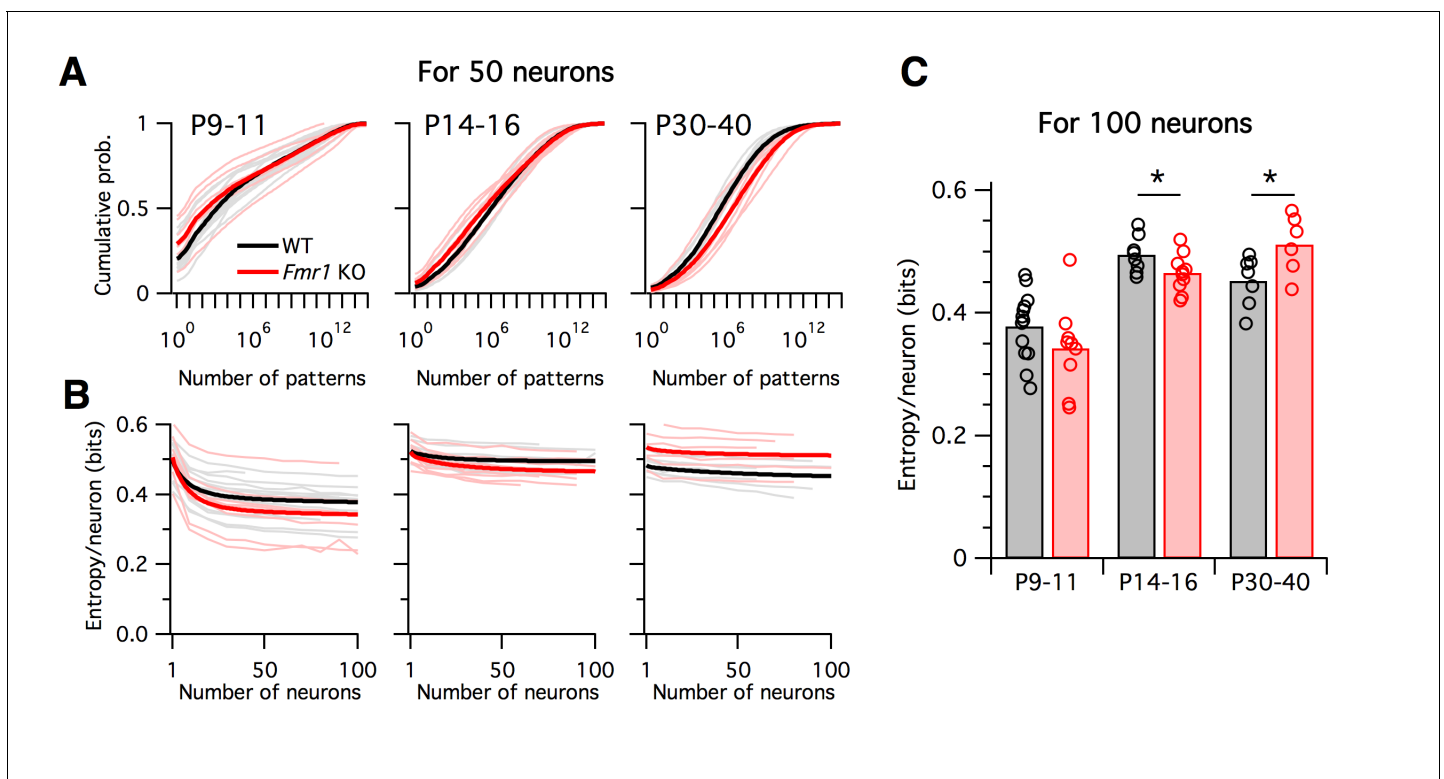 A
For 50 neurons
P9-11
P14-16
P30-40
Cumulative prob.
1
0.5
0
WT
Fmr1 KO
10^0 10^6 10^12
10^0 10^6 10^12
10^0 10^6 10^12
Number of patterns
Number of patterns
Number of patterns
B
Entropy/neuron (bits)
0.6
0.4
0.2
0.0
1 50 100
1 50 100
1 50 100
Number of neurons
Number of neurons
Number of neurons
C
For 100 neurons
* *
Entropy/neuron (bits)
0.6
0.4
0.2
0
P9-11 P14-16 P30-40